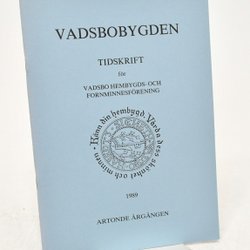 VADSBOBYGDEN
TIDSKRIFT
för
VADSBO HEMBYGDS- OCH
FORNMINNESFÖRENING
Känn din hembygd. Vårda dess skönhet och minnen
1989
ARTONDE ÅRGÅNGEN